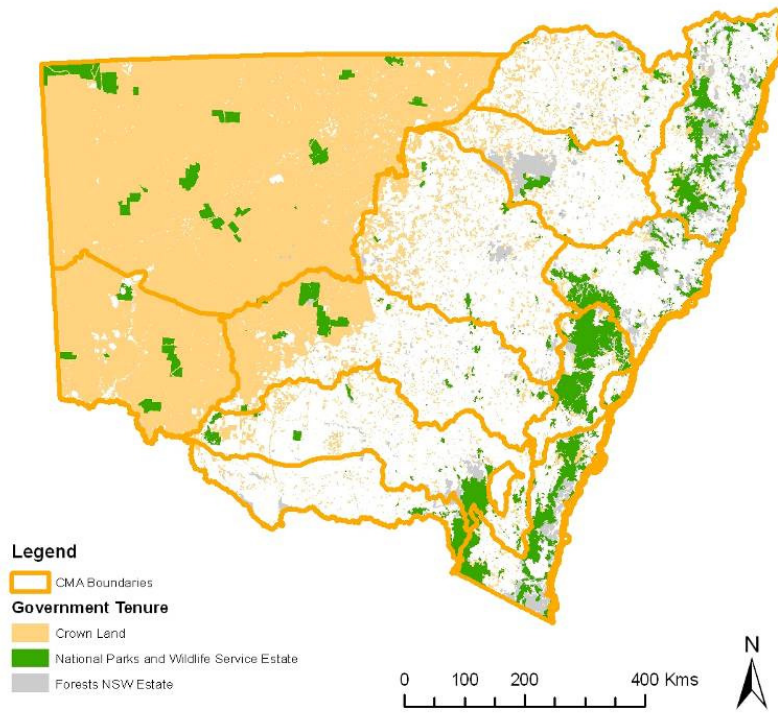 Legend
CMA Boundaries
Government Tenure
Crown Land
National Parks and Wildlife Service Estate
Forests NSW Estate
N
0 100 200 400 Kms